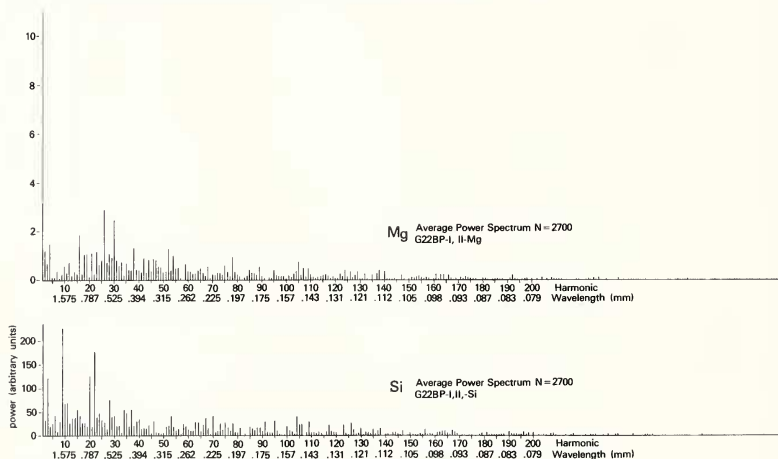 10-
8-
6-
4-
2-
0-
Mg Average Power Spectrum N=2700
G22BP-I, II-Mg
10 20 30 40 50 60 70 80 90 100 110 120 130 140 150 160 170 180 190 200 Harmonic
1.575 .787 .525 .394 .315 .262 .225 .197 .175 .157 .143 .131 .121 .112 .105 .098 .093 .087 .083 .079 Wavelength (mm)
power (arbitrary units)
200-
150-
100-
50-
0-
Si Average Power Spectrum N=2700
G22BP-I,II,-Si
10 20 30 40 50 60 70 80 90 100 110 120 130 140 150 160 170 180 190 200 Harmonic
1.575 .787 .525 .394 .315 .262 .225 .197 .175 .157 .143 .131 .121 .112 .105 .098 .093 .087 .083 .079 Wavelength (mm)